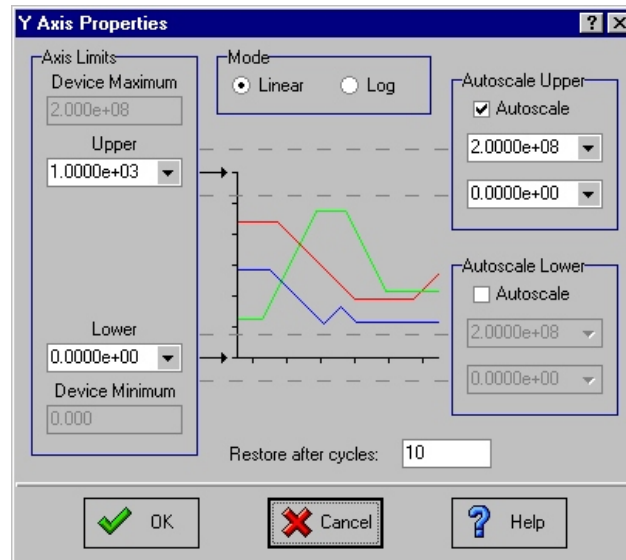 Y Axis Properties
Axis Limits
Device Maximum
2.000e+08
Upper
1.0000e+03
Lower
0.0000e+00
Device Minimum
0.000
Mode
Linear
Log
Autoscale Upper
Autoscale
2.0000e+08
0.0000e+00
Autoscale Lower
Autoscale
2.0000e+08
0.0000e+00
Restore after cycles:
10
OK
Cancel
Help